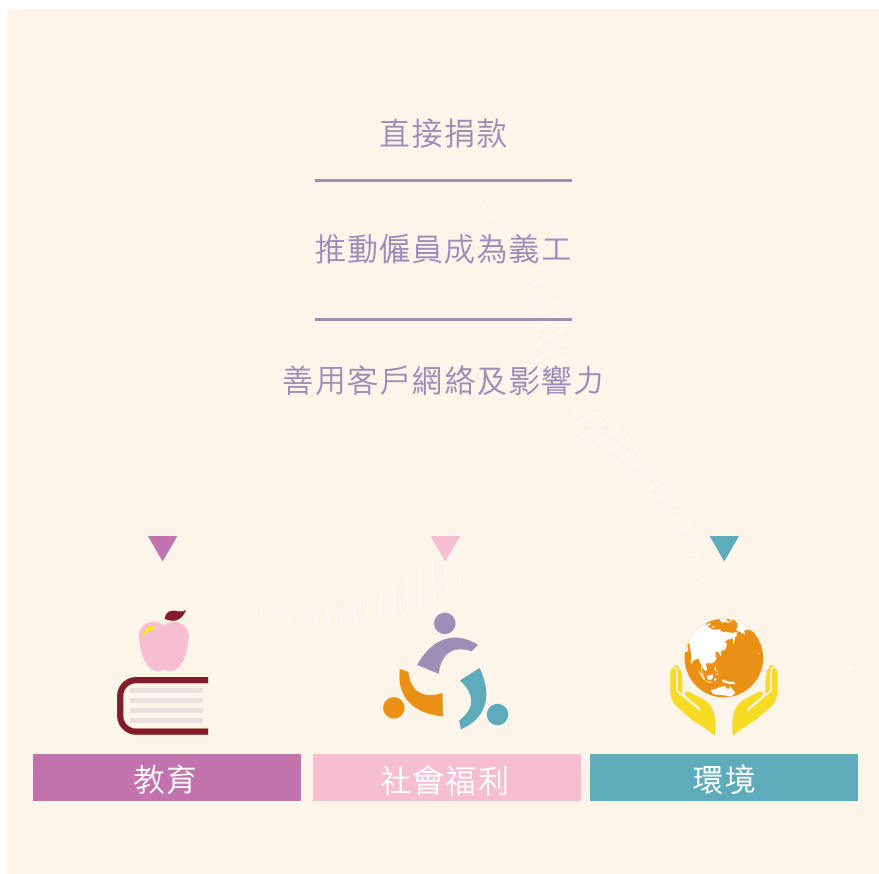 直接捐款
推動僱員成為義工
善用客戶網絡及影響力
教育
社會福利
環境